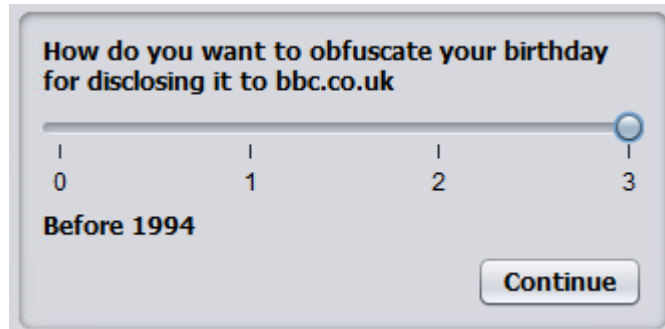 How do you want to obfuscate your birthday
for disclosing it to bbc.co.uk
0 1 2 3
Before 1994
Continue